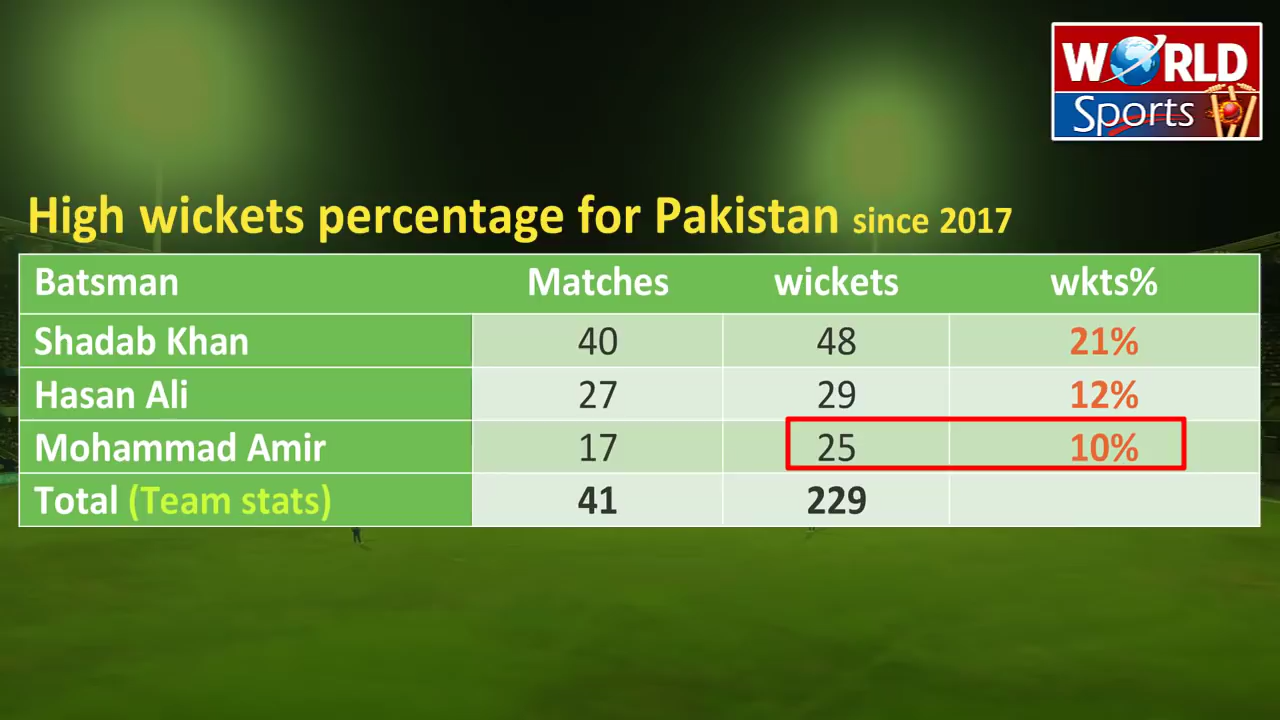 WORLD
Sports
High wickets percentage for Pakistan since 2017
Batsman Matches wickets wkts%
Shadab Khan 40 48 21%
Hasan Ali 27 29 12%
Mohammad Amir 17 25 10%
Total (Team stats) 41 229